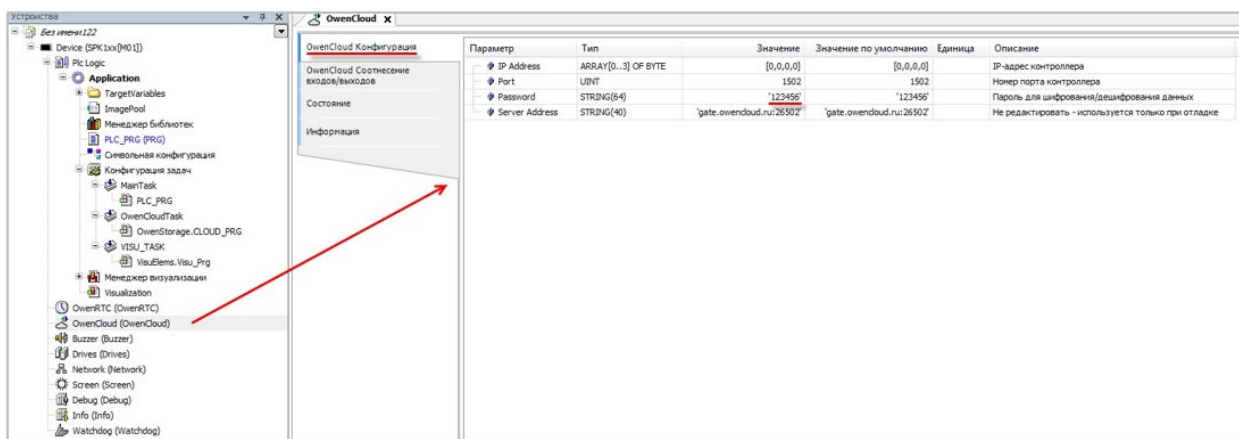 Устройства
OwenCloud
Без имени122
Device (SPK1xx[M01])
Plc Logic
Application
TargetVariables
ImagePool
Менеджер библиотек
PLC_PRG (PRG)
Символьная конфигурация
Конфигурация задач
MainTask
PLC_PRG
OwenCloudTask
OwenStorage.CLOUD_PRG
VISU_TASK
VisuElems.Visu_Prg
Менеджер визуализации
Visualization
OwenRTC (OwenRTC)
OwenCloud (OwenCloud)
Buzzer (Buzzer)
Drives (Drives)
Network (Network)
Screen (Screen)
Debug (Debug)
Info (Info)
Watchdog (Watchdog)
OwenCloud Конфигурация
OwenCloud Соотнесение
входов/выходов
Состояние
Информация
Параметр Тип Значение Значение по умолчанию Единица Описание
IP Address ARRAY[0..3] OF BYTE [0,0,0,0] [0,0,0,0] IP-адрес контроллера
Port UINT 1502 1502 Номер порта контроллера
Password STRING(64) '123456' '123456' Пароль для шифрования/дешифрования данных
Server Address STRING(40) 'gate.owencloud.ru:26502' 'gate.owencloud.ru:26502' Не редактировать - используется только при отладке